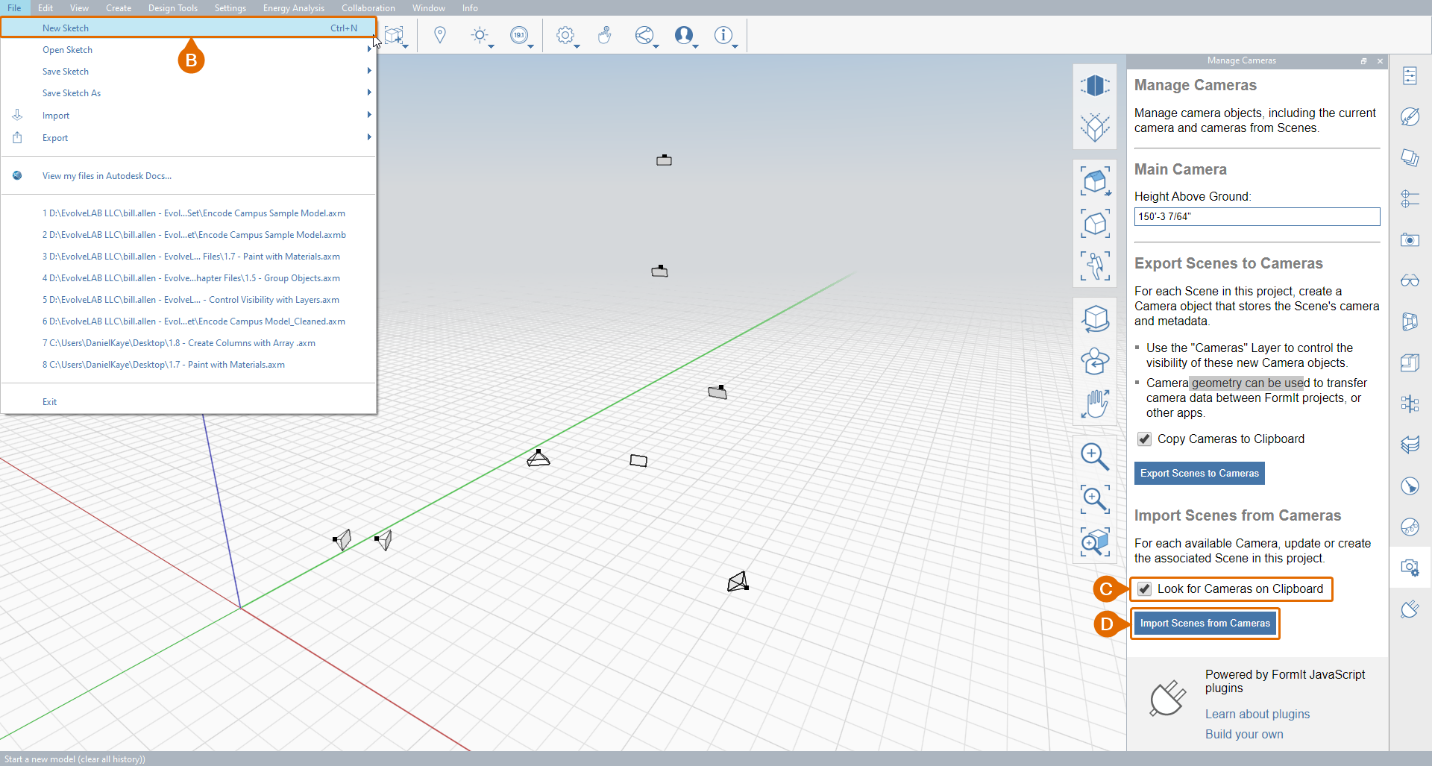 File Edit View Create Design Tools Settings Energy Analysis Collaboration Window Info
New Sketch Ctrl+N
B
Open Sketch
Save Sketch
Save Sketch As
Import
Export
View my files in Autodesk Docs...
1 D:\EvolveLAB LLC\bill.allen - Evol...Set\Encode Campus Sample Model.axm
2 D:\EvolveLAB LLC\bill.allen - Evol...et\Encode Campus Sample Model.axmb
3 D:\EvolveLAB LLC\bill.allen - EvolveL... Files\1.7 - Paint with Materials.axm
4 D:\EvolveLAB LLC\bill.allen - Evolve...hapter Files\1.5 - Group Objects.axm
5 D:\EvolveLAB LLC\bill.allen - EvolveL... - Control Visibility with Layers.axm
6 D:\EvolveLAB LLC\bill.allen - Evol...et\Encode Campus Model_Cleaned.axm
7 C:\Users\DanielKaye\Desktop\1.8 - Create Columns with Array .axm
8 C:\Users\DanielKaye\Desktop\1.7 - Paint with Materials.axm
Exit
Manage Cameras
Manage Cameras
Manage camera objects, including the current
camera and cameras from Scenes.
Main Camera
Height Above Ground:
150'-3 7/64"
Export Scenes to Cameras
For each Scene in this project, create a
Camera object that stores the Scene's camera
and metadata.
Use the "Cameras" Layer to control the
visibility of these new Camera objects.
Camera geometry can be used to transfer
camera data between FormIt projects, or
other apps.
Copy Cameras to Clipboard
Export Scenes to Cameras
Import Scenes from Cameras
For each available Camera, update or create
the associated Scene in this project.
C Look for Cameras on Clipboard
D Import Scenes from Cameras
Powered by FormIt JavaScript
plugins
Learn about plugins
Build your own
Start a new model (clear all history))